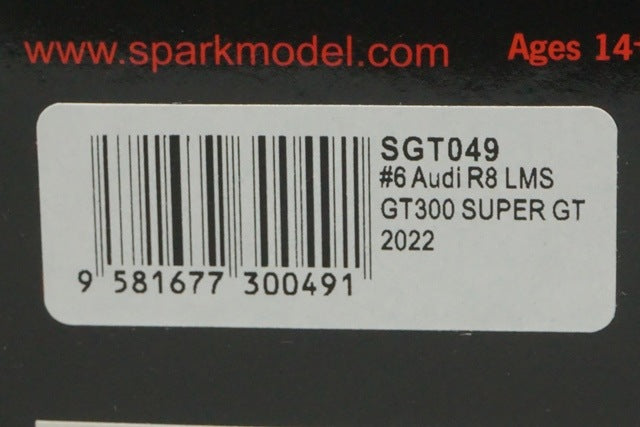 www.sparkmodel.com
Ages 14+
SGT049
#6 Audi R8 LMS
GT300 SUPER GT
2022
9 581677 300491